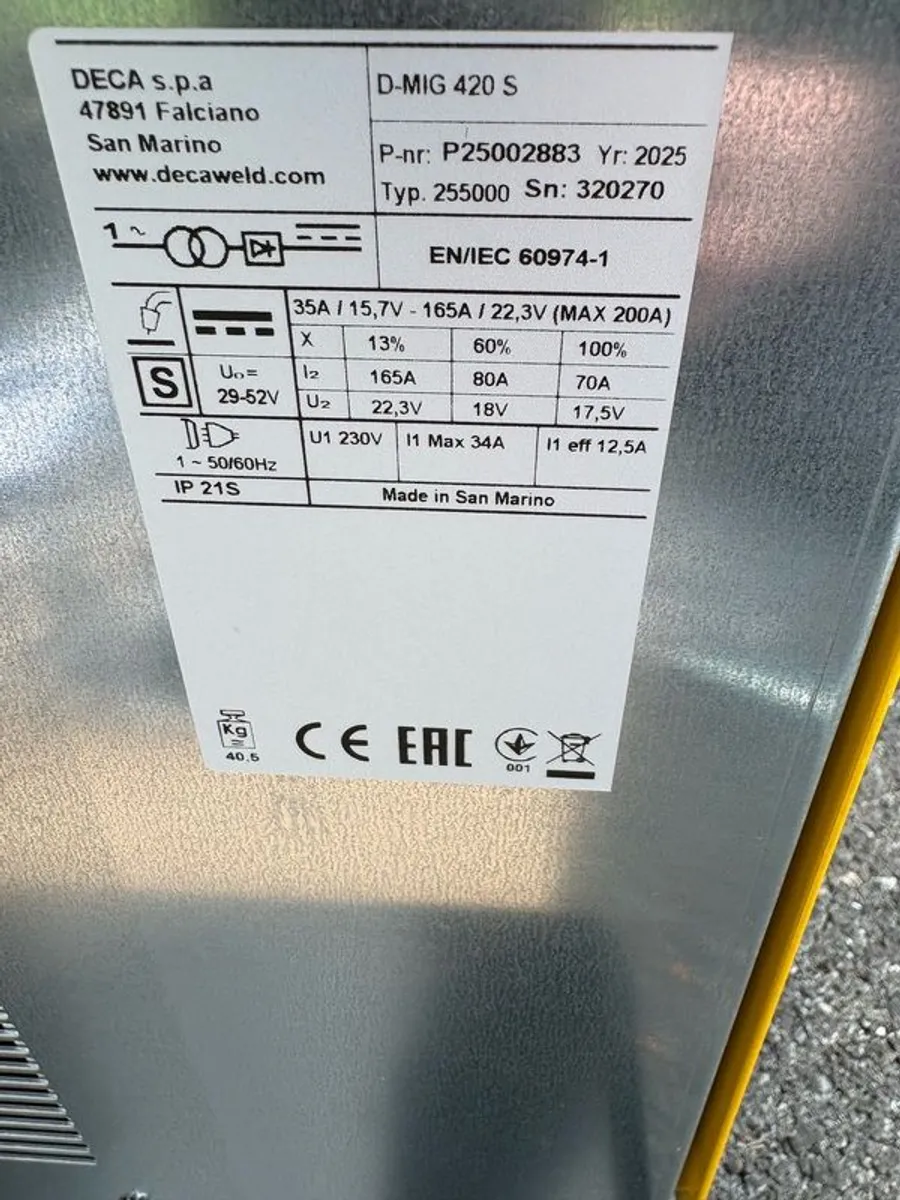 DECA s.p.a
47891 Falciano
San Marino
www.decaweld.com
D-MIG 420 S
P-nr: P25002883 Yr: 2025
Typ. 255000 Sn: 320270
1 ~
EN/IEC 60974-1
35A / 15,7V - 165A / 22,3V (MAX 200A)
X 13% 60% 100%
S
U₀=
29-52V
I₂ 165A 80A 70A
U₂ 22,3V 18V 17,5V
1 ~ 50/60Hz
U1 230V I1 Max 34A I1 eff 12,5A
IP 21S
Made in San Marino
Kg
40.5
CE EAC
001